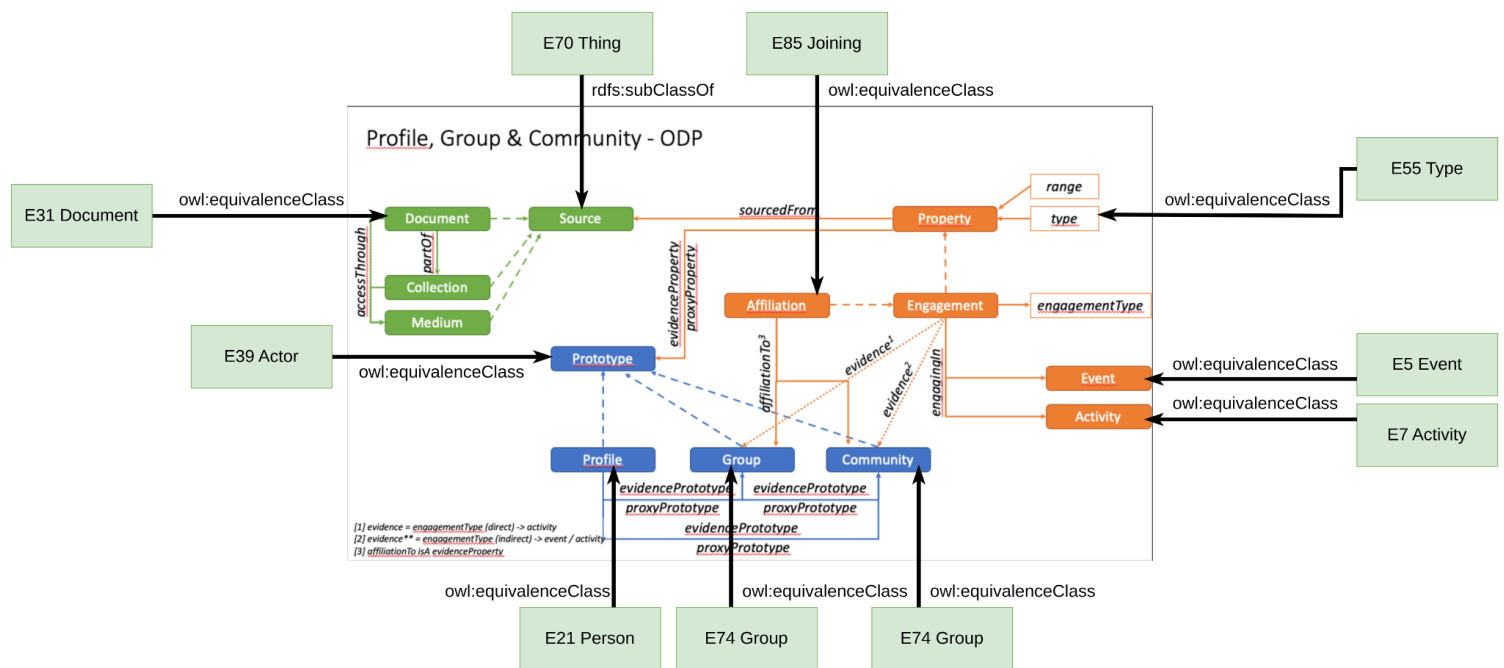 E70 Thing
E85 Joining
rdfs:subClassOf
owl:equivalenceClass
Profile, Group & Community - ODP
E55 Type
owl:equivalenceClass
E31 Document
owl:equivalenceClass
range
Document
Source
sourcedFrom
Property
type
accessThrough
partOf
evidenceProperty
proxyProperty
Collection
Medium
Affiliation
Engagement
engagementType
E39 Actor
owl:equivalenceClass
Prototype
affiliationTo3
evidence1
evidence2
engagingIn
Event
owl:equivalenceClass
E5 Event
Activity
owl:equivalenceClass
E7 Activity
Profile
Group
Community
evidencePrototype
evidencePrototype
proxyPrototype
proxyPrototype
evidencePrototype
proxyPrototype
[1] evidence = engagementType (direct) -> activity
[2] evidence** = engagementType (indirect) -> event / activity
[3] affiliationTo isA evidenceProperty
owl:equivalenceClass
owl:equivalenceClass
owl:equivalenceClass
E21 Person
E74 Group
E74 Group